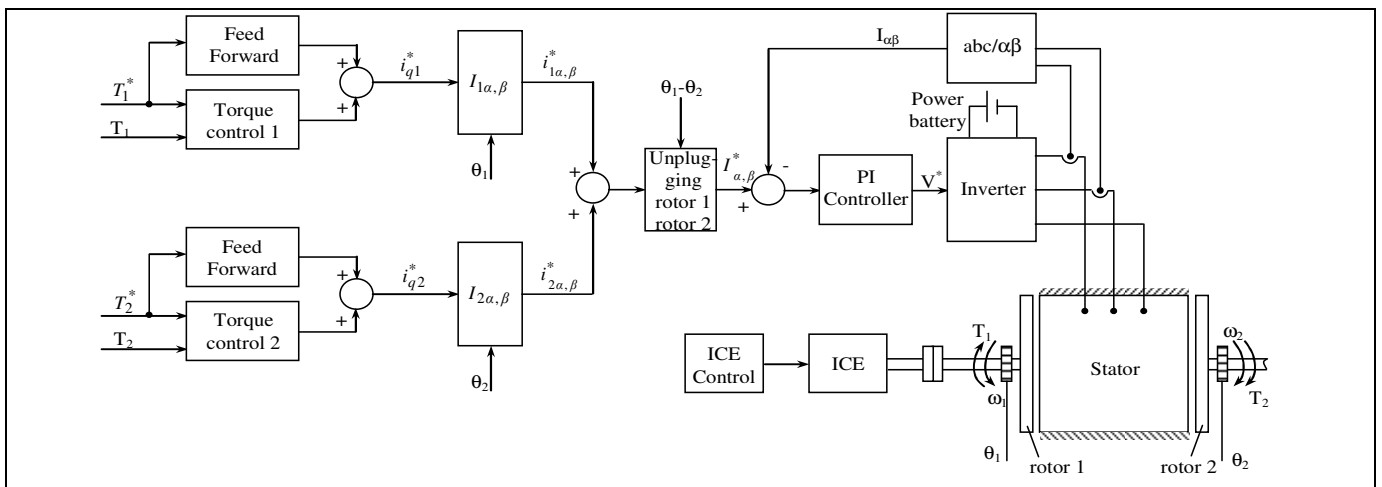 Feed
Forward
T₁*
T₁
Torque
control 1
+
+
i*q1
I1α,β
θ₁
i*1α,β
Feed
Forward
T₂*
T₂
Torque
control 2
+
+
i*q2
I2α,β
θ₂
i*2α,β
+
+
θ₁-θ₂
Unplug-
ging
rotor 1
rotor 2
I*α,β
+
-
Iαβ
abc/αβ
Power
battery
PI
Controller
V*
Inverter
ICE
Control
ICE
T₁
ω₁
θ₁
rotor 1
Stator
ω₂
T₂
rotor 2
θ₂